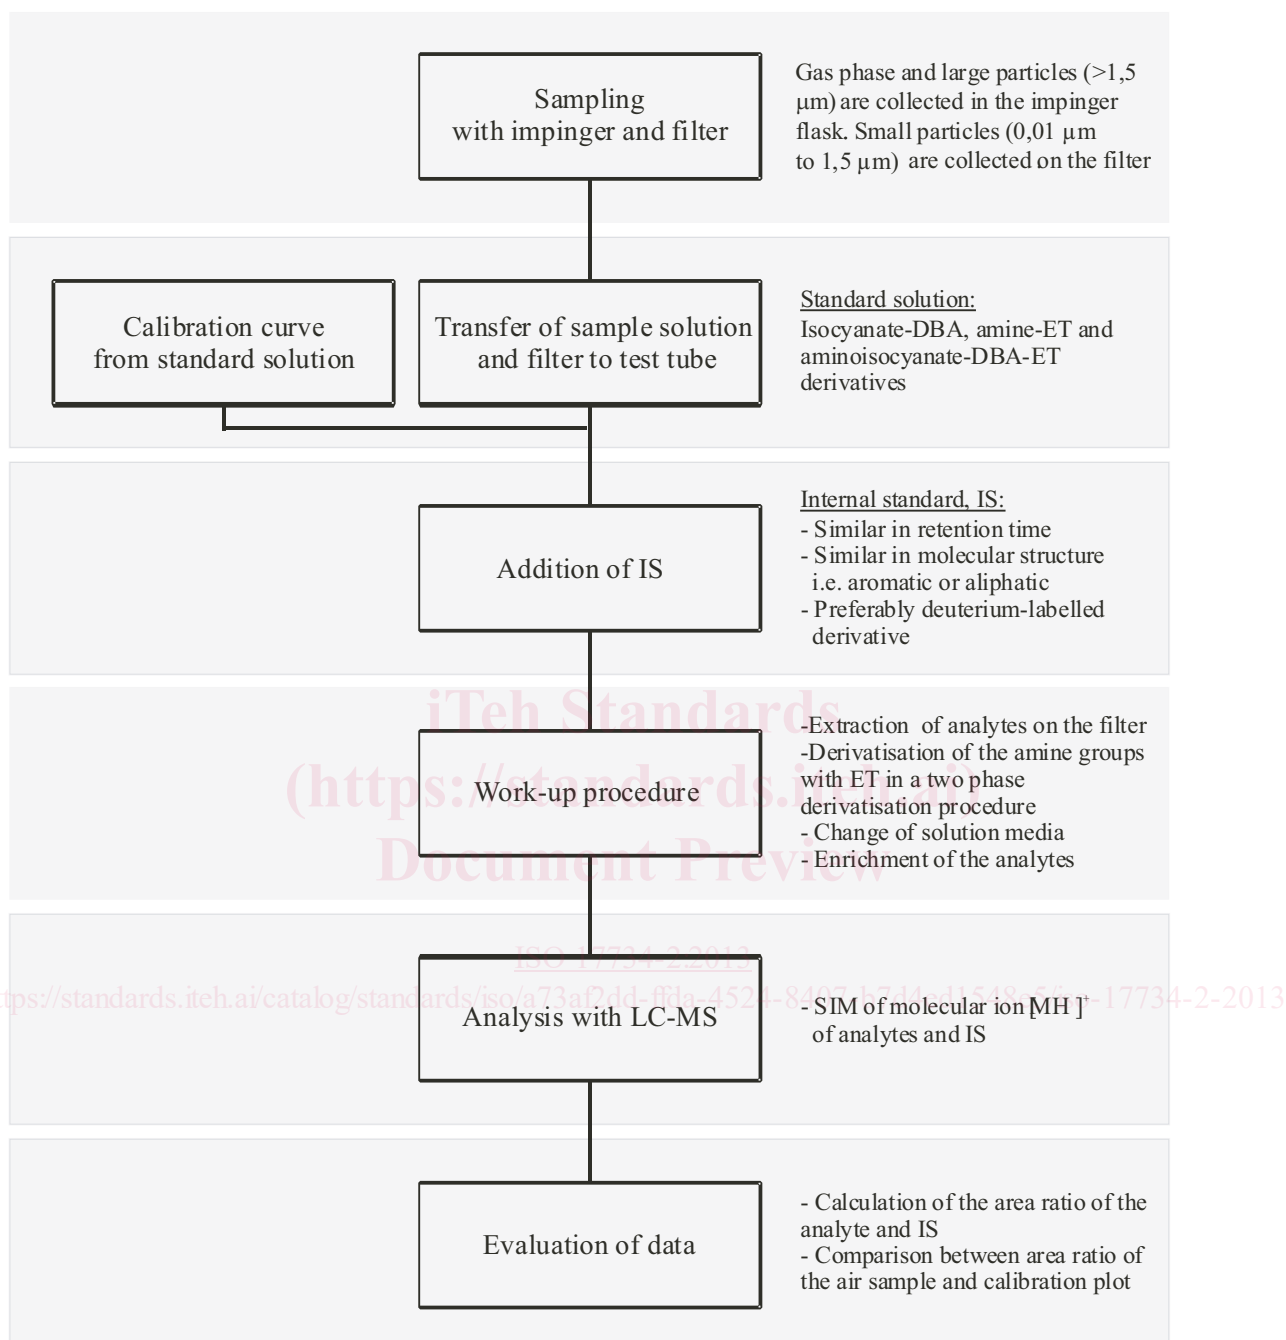 Sampling
with impinger and filter
Gas phase and large particles (>1,5
µm) are collected in the impinger
flask. Small particles (0,01 µm
to 1,5 µm) are collected on the filter
Calibration curve
from standard solution
Transfer of sample solution
and filter to test tube
Standard solution:
Isocyanate-DBA, amine-ET and
aminoisocyanate-DBA-ET
derivatives
Addition of IS
Internal standard, IS:
- Similar in retention time
- Similar in molecular structure
i.e. aromatic or aliphatic
- Preferably deuterium-labelled
derivative
iTeh Standards
(https://standards.iteh.ai)
Document Preview
Work-up procedure
-Extraction of analytes on the filter
-Derivatisation of the amine groups
with ET in a two phase
derivatisation procedure
- Change of solution media
- Enrichment of the analytes
ISO 17734-2:2013
Analysis with LC-MS
- SIM of molecular ion [MH]⁺
of analytes and IS
Evaluation of data
- Calculation of the area ratio of the
analyte and IS
- Comparison between area ratio of
the air sample and calibration plot